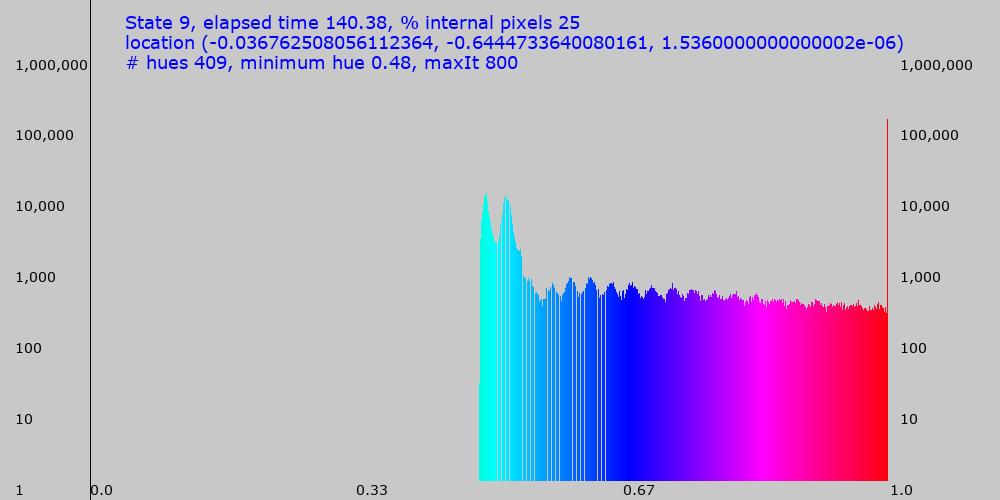 State 9, elapsed time 140.38, % internal pixels 25
location (-0.036762508056112364, -0.6444733640080161, 1.5360000000000002e-06)
# hues 409, minimum hue 0.48, maxIt 800
1,000,000 1,000,000
100,000 100,000
10,000 10,000
1,000 1,000
100 100
10 10
1 0.0 0.33 0.67 1.0